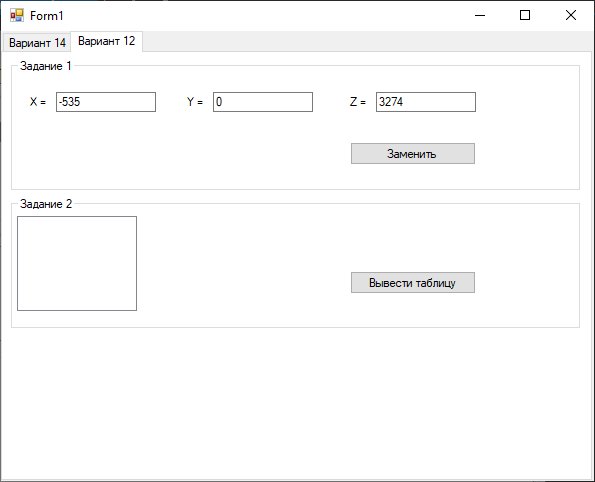 Form1
Вариант 14 Вариант 12
Задание 1
X = -535 Y = 0 Z = 3274
Заменить
Задание 2
Вывести таблицу